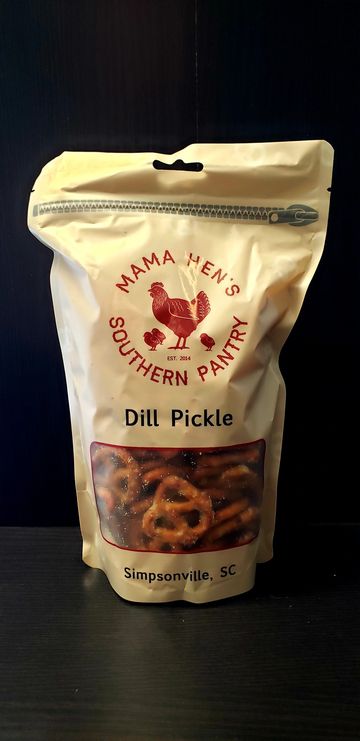 MAMA HEN'S
SOUTHERN PANTRY
EST. 2014
Dill Pickle
Simpsonville, SC